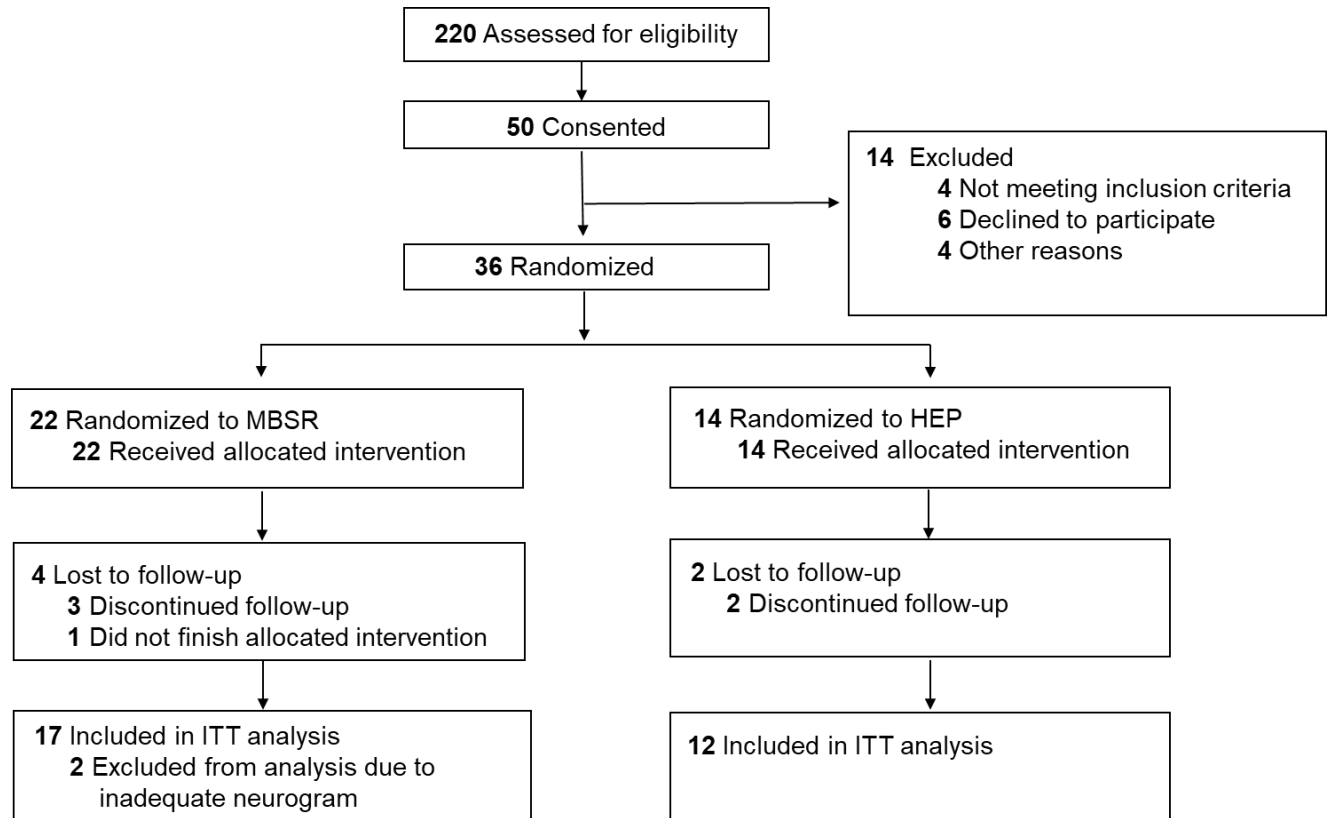 220 Assessed for eligibility
50 Consented
14 Excluded
4 Not meeting inclusion criteria
6 Declined to participate
4 Other reasons
36 Randomized
22 Randomized to MBSR
22 Received allocated intervention
14 Randomized to HEP
14 Received allocated intervention
4 Lost to follow-up
3 Discontinued follow-up
1 Did not finish allocated intervention
2 Lost to follow-up
2 Discontinued follow-up
17 Included in ITT analysis
2 Excluded from analysis due to
inadequate neurogram
12 Included in ITT analysis